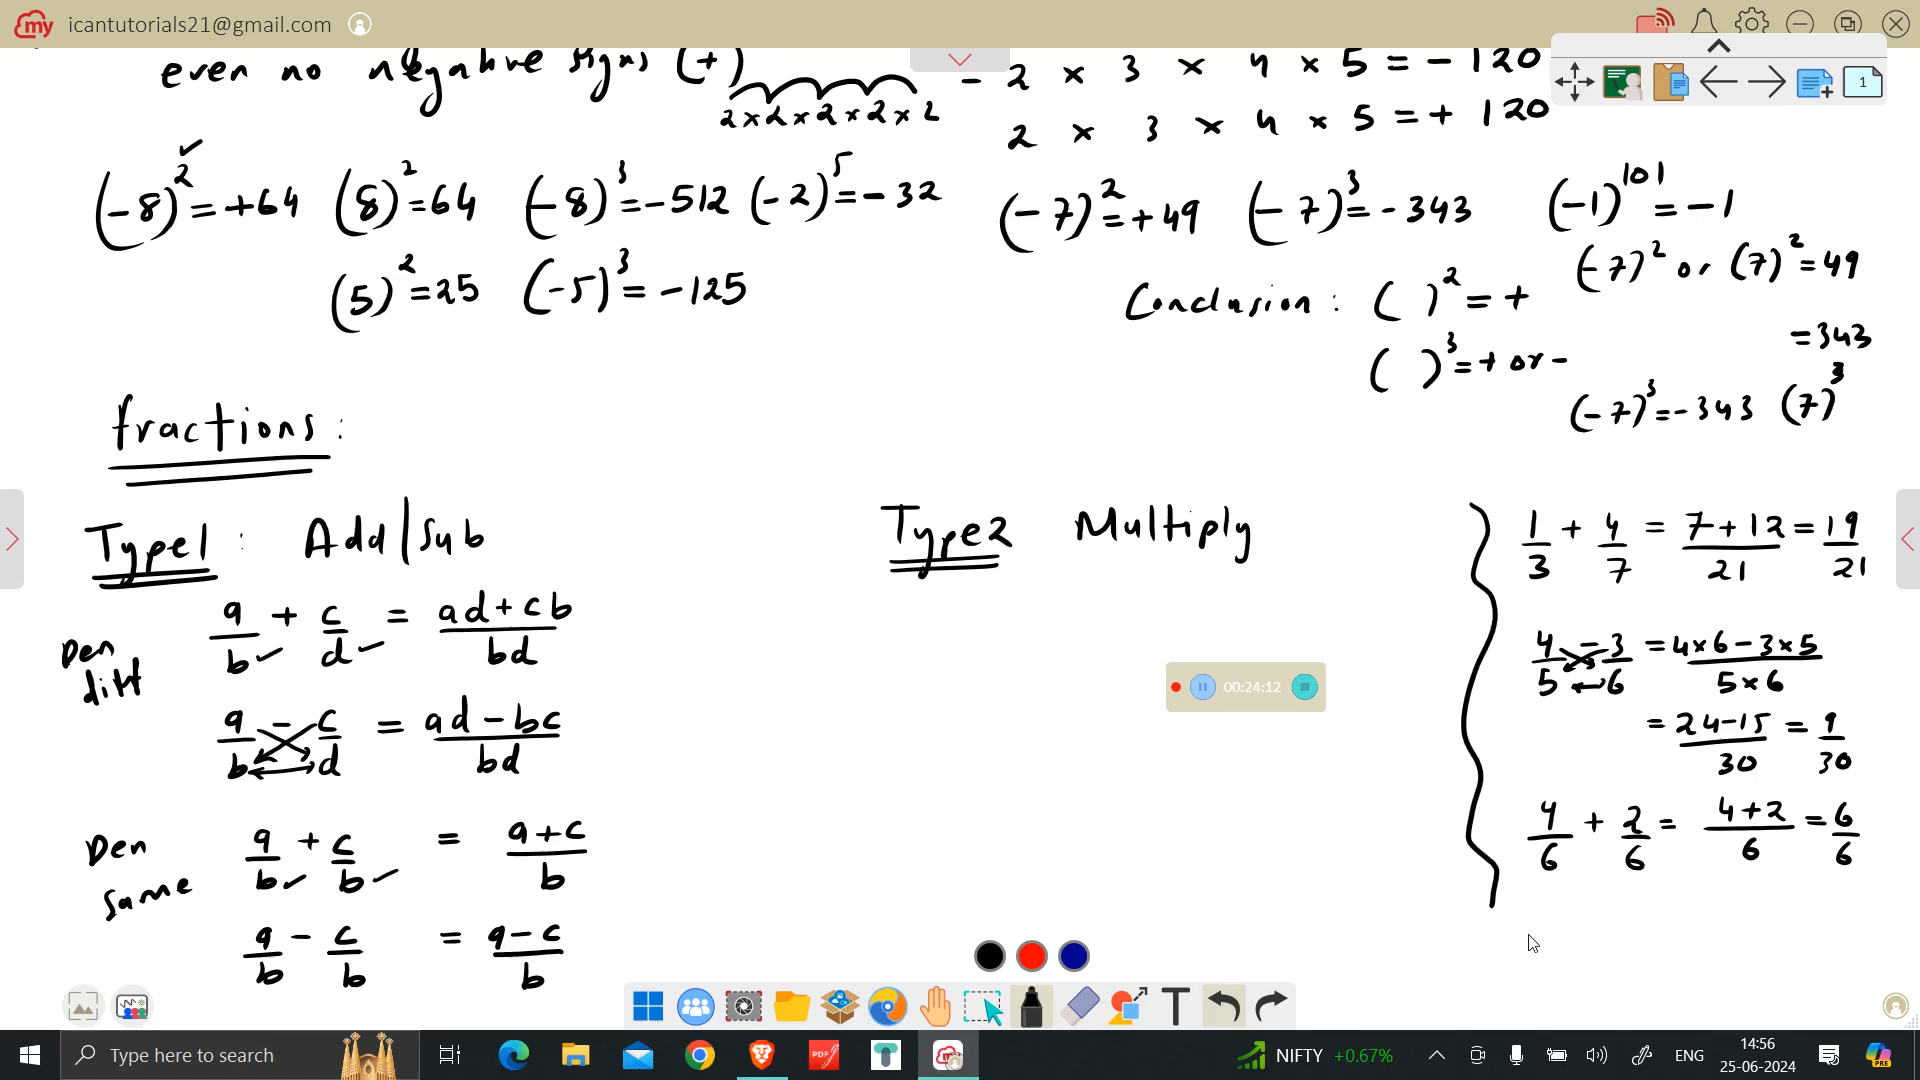 my icantutorials21@gmail.com
even no negative signs (+)
2×2×2×2×2
- 2 × 3 × 4 × 5 = - 120
2 × 3 × 4 × 5 = + 120
1
(-8)² = +64 (8)² = 64 (-8)³ = -512 (-2)⁵ = -32
(5)² = 25 (-5)³ = -125
(-7)² = +49 (-7)³ = -343 (-1)¹⁰¹ = -1
(-7)² or (7)² = 49
Conclusion: ( )² = +
( )³ = + or -
= 343
(-7)³ = -343 (7)³
fractions:
Type1: Add/Sub
Den diff
a/b + c/d = ad+cb/bd
a/b - c/d = ad-bc/bd
Den same
a/b + c/b = a+c/b
a/b - c/b = a-c/b
Type2 Multiply
00:24:12
1/3 + 4/7 = 7+12/21 = 19/21
4/5 - 3/6 = 4×6-3×5/5×6
= 24-15/30 = 9/30
4/6 + 2/6 = 4+2/6 = 6/6
T
Type here to search
PDF
T
NIFTY +0.67%
ENG
14:56
25-06-2024
PRE